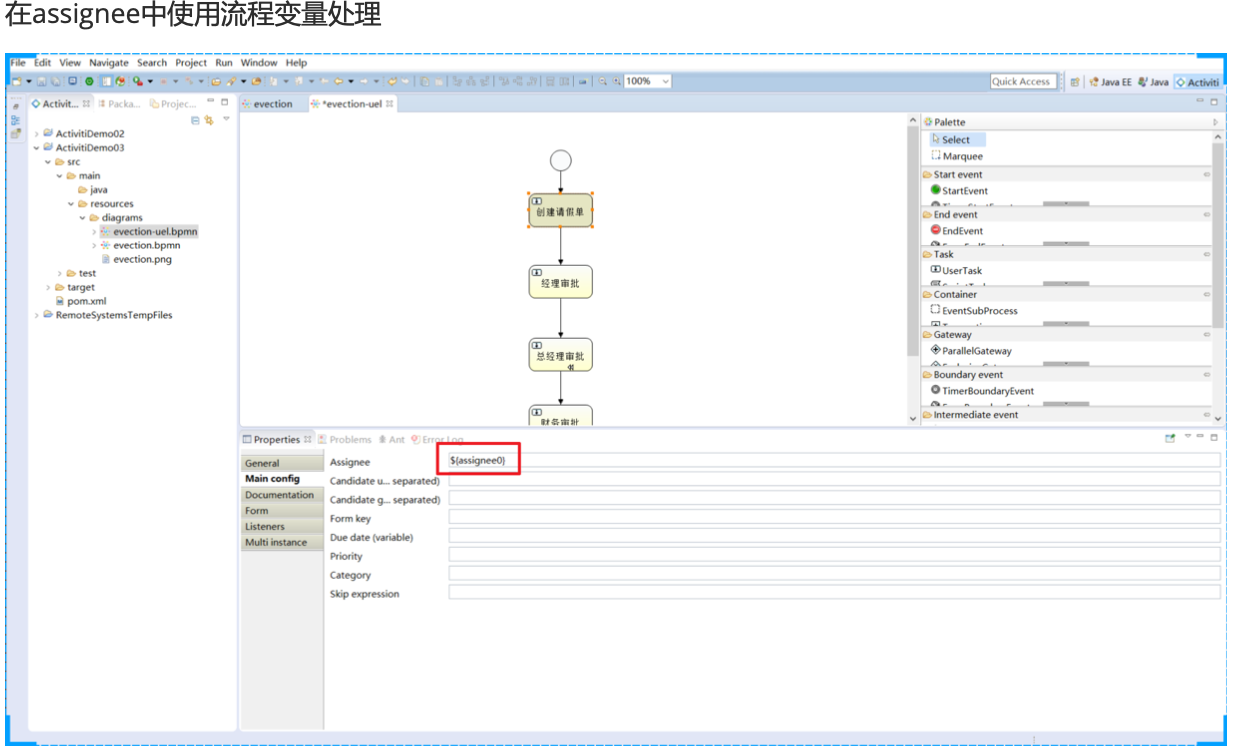 在assignee中使用流程变量处理
File Edit View Navigate Search Project Run Window Help
100% Quick Access Java EE Java Activiti
Activit... Packa... Projec... evection *evection-uel
ActivitiDemo02
ActivitiDemo03
src
main
java
resources
diagrams
evection-uel.bpmn
evection.bpmn
evection.png
test
target
pom.xml
RemoteSystemsTempFiles
创建请假单
经理审批
总经理审批
财务审批
Palette
Select
Marquee
Start event
StartEvent
End event
EndEvent
Task
UserTask
Container
EventSubProcess
Gateway
ParallelGateway
Boundary event
TimerBoundaryEvent
Intermediate event
Properties Problems Ant Error Log
General
Main config
Documentation
Form
Listeners
Multi instance
Assignee ${assignee0}
Candidate u... separated)
Candidate g... separated)
Form key
Due date (variable)
Priority
Category
Skip expression